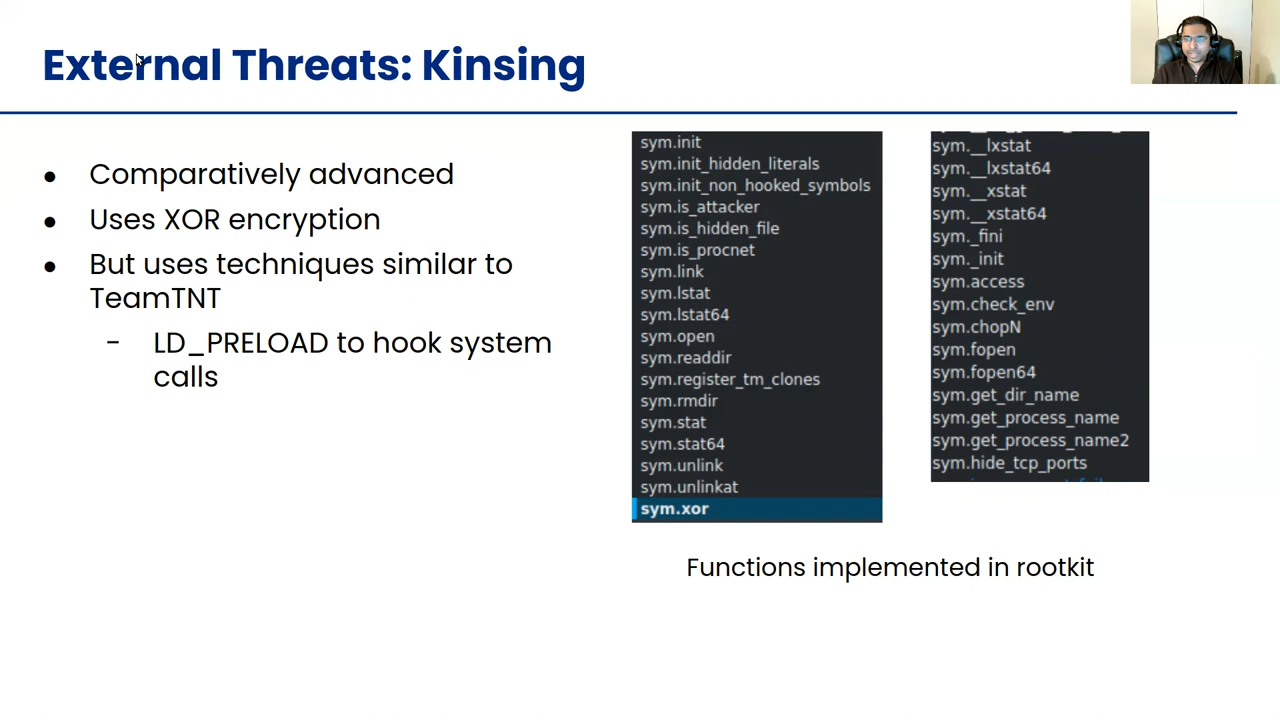 External Threats: Kinsing
● Comparatively advanced
● Uses XOR encryption
● But uses techniques similar to
TeamTNT
- LD_PRELOAD to hook system
calls
sym.init
sym.init_hidden_literals
sym.init_non_hooked_symbols
sym.is_attacker
sym.is_hidden_file
sym.is_procnet
sym.link
sym.lstat
sym.lstat64
sym.open
sym.readdir
sym.register_tm_clones
sym.rmdir
sym.stat
sym.stat64
sym.unlink
sym.unlinkat
sym.xor
sym.__lxstat
sym.__lxstat64
sym.__xstat
sym.__xstat64
sym._fini
sym._init
sym.access
sym.check_env
sym.chopN
sym.fopen
sym.fopen64
sym.get_dir_name
sym.get_process_name
sym.get_process_name2
sym.hide_tcp_ports
Functions implemented in rootkit